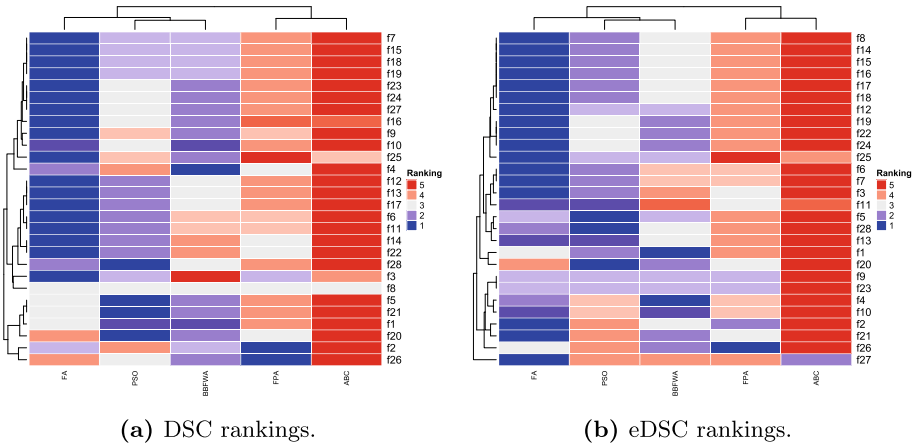 f7
f15
f18
f19
f23
f24
f27
f16
f9
f10
f25
f4
f12
f13
f17
f6
f11
f14
f22
f28
f3
f8
f5
f21
f1
f20
f2
f26
Ranking
5
4
3
2
1
FA
PSO
BBFWA
FPA
ABC
(a) DSC rankings.
f8
f14
f15
f16
f17
f18
f12
f19
f22
f24
f25
f6
f7
f3
f11
f5
f28
f13
f1
f20
f9
f23
f4
f10
f2
f21
f26
f27
Ranking
5
4
3
2
1
FA
PSO
BBFWA
FPA
ABC
(b) eDSC rankings.